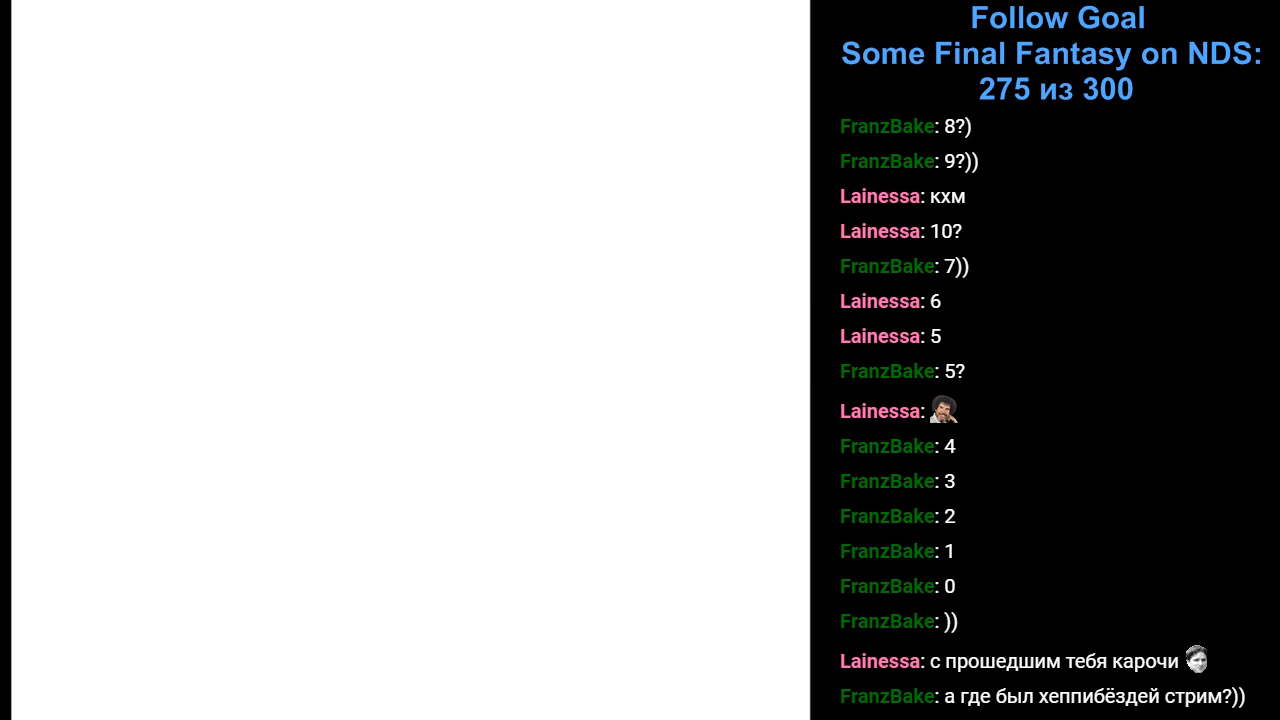 Follow Goal
Some Final Fantasy on NDS:
275 из 300
FranzBake: 8?)
FranzBake: 9?))
Lainessa: кхм
Lainessa: 10?
FranzBake: 7))
Lainessa: 6
Lainessa: 5
FranzBake: 5?
Lainessa:
FranzBake: 4
FranzBake: 3
FranzBake: 2
FranzBake: 1
FranzBake: 0
FranzBake: ))
Lainessa: с прошедшим тебя карочи
FranzBake: а где был хеппибёздей стрим?))